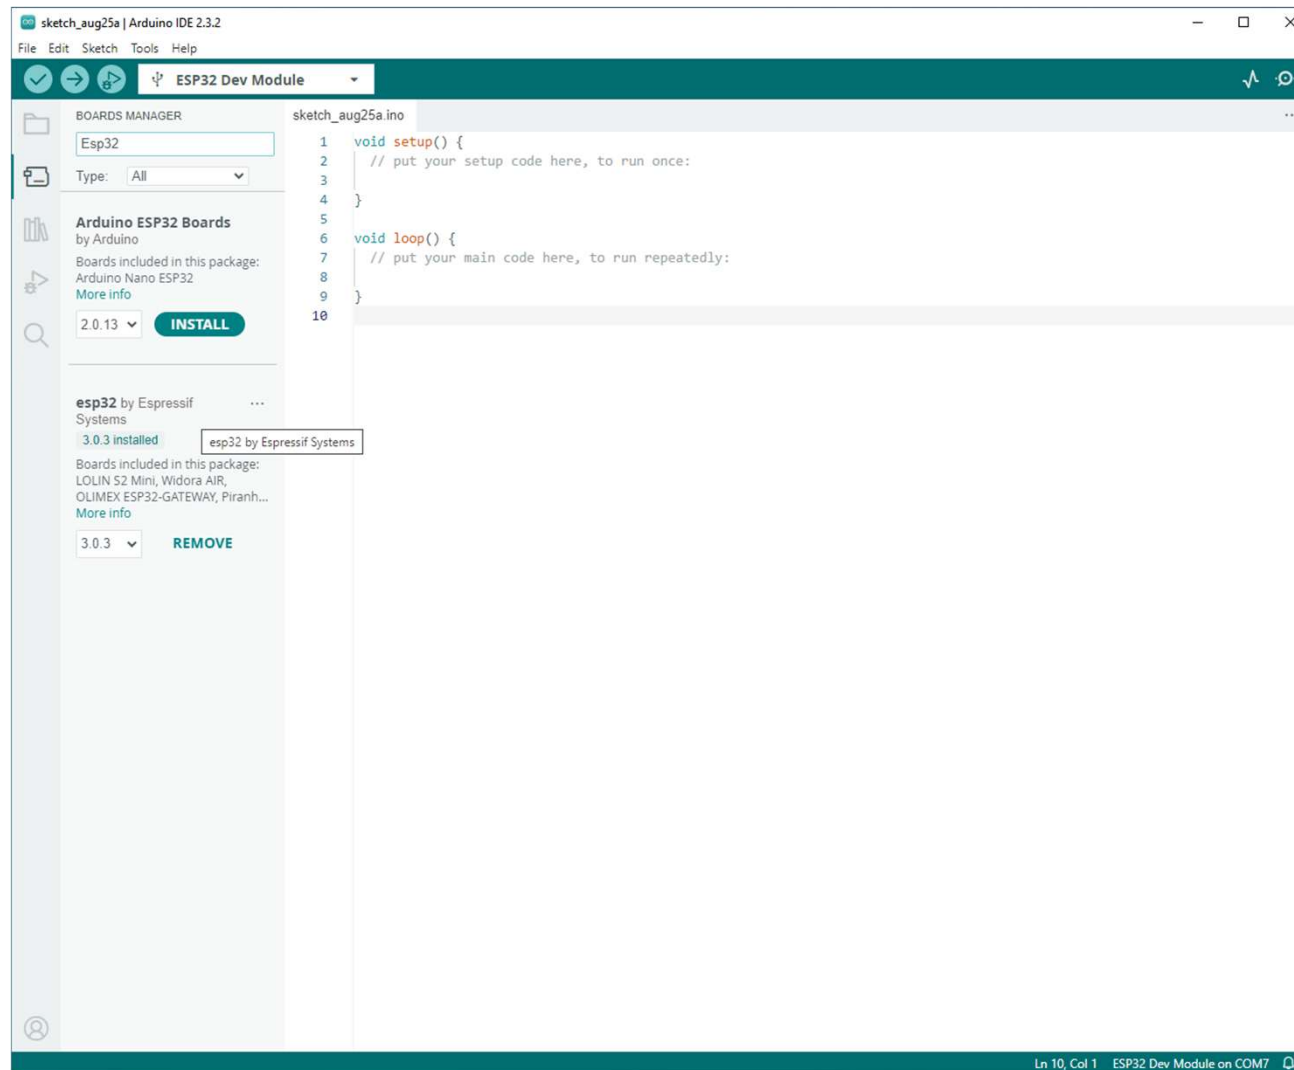 sketch_aug25a | Arduino IDE 2.3.2
File Edit Sketch Tools Help
ESP32 Dev Module
BOARDS MANAGER
Esp32
Type: All
Arduino ESP32 Boards
by Arduino
Boards included in this package:
Arduino Nano ESP32
More info
2.0.13 INSTALL
esp32 by Espressif
Systems
3.0.3 installed
esp32 by Espressif Systems
Boards included in this package:
LOLIN S2 Mini, Widora AIR,
OLIMEX ESP32-GATEWAY, Piranh...
More info
3.0.3 REMOVE
sketch_aug25a.ino
1 void setup() {
2 // put your setup code here, to run once:
3
4 }
5
6 void loop() {
7 // put your main code here, to run repeatedly:
8
9 }
10
Ln 10, Col 1 ESP32 Dev Module on COM7